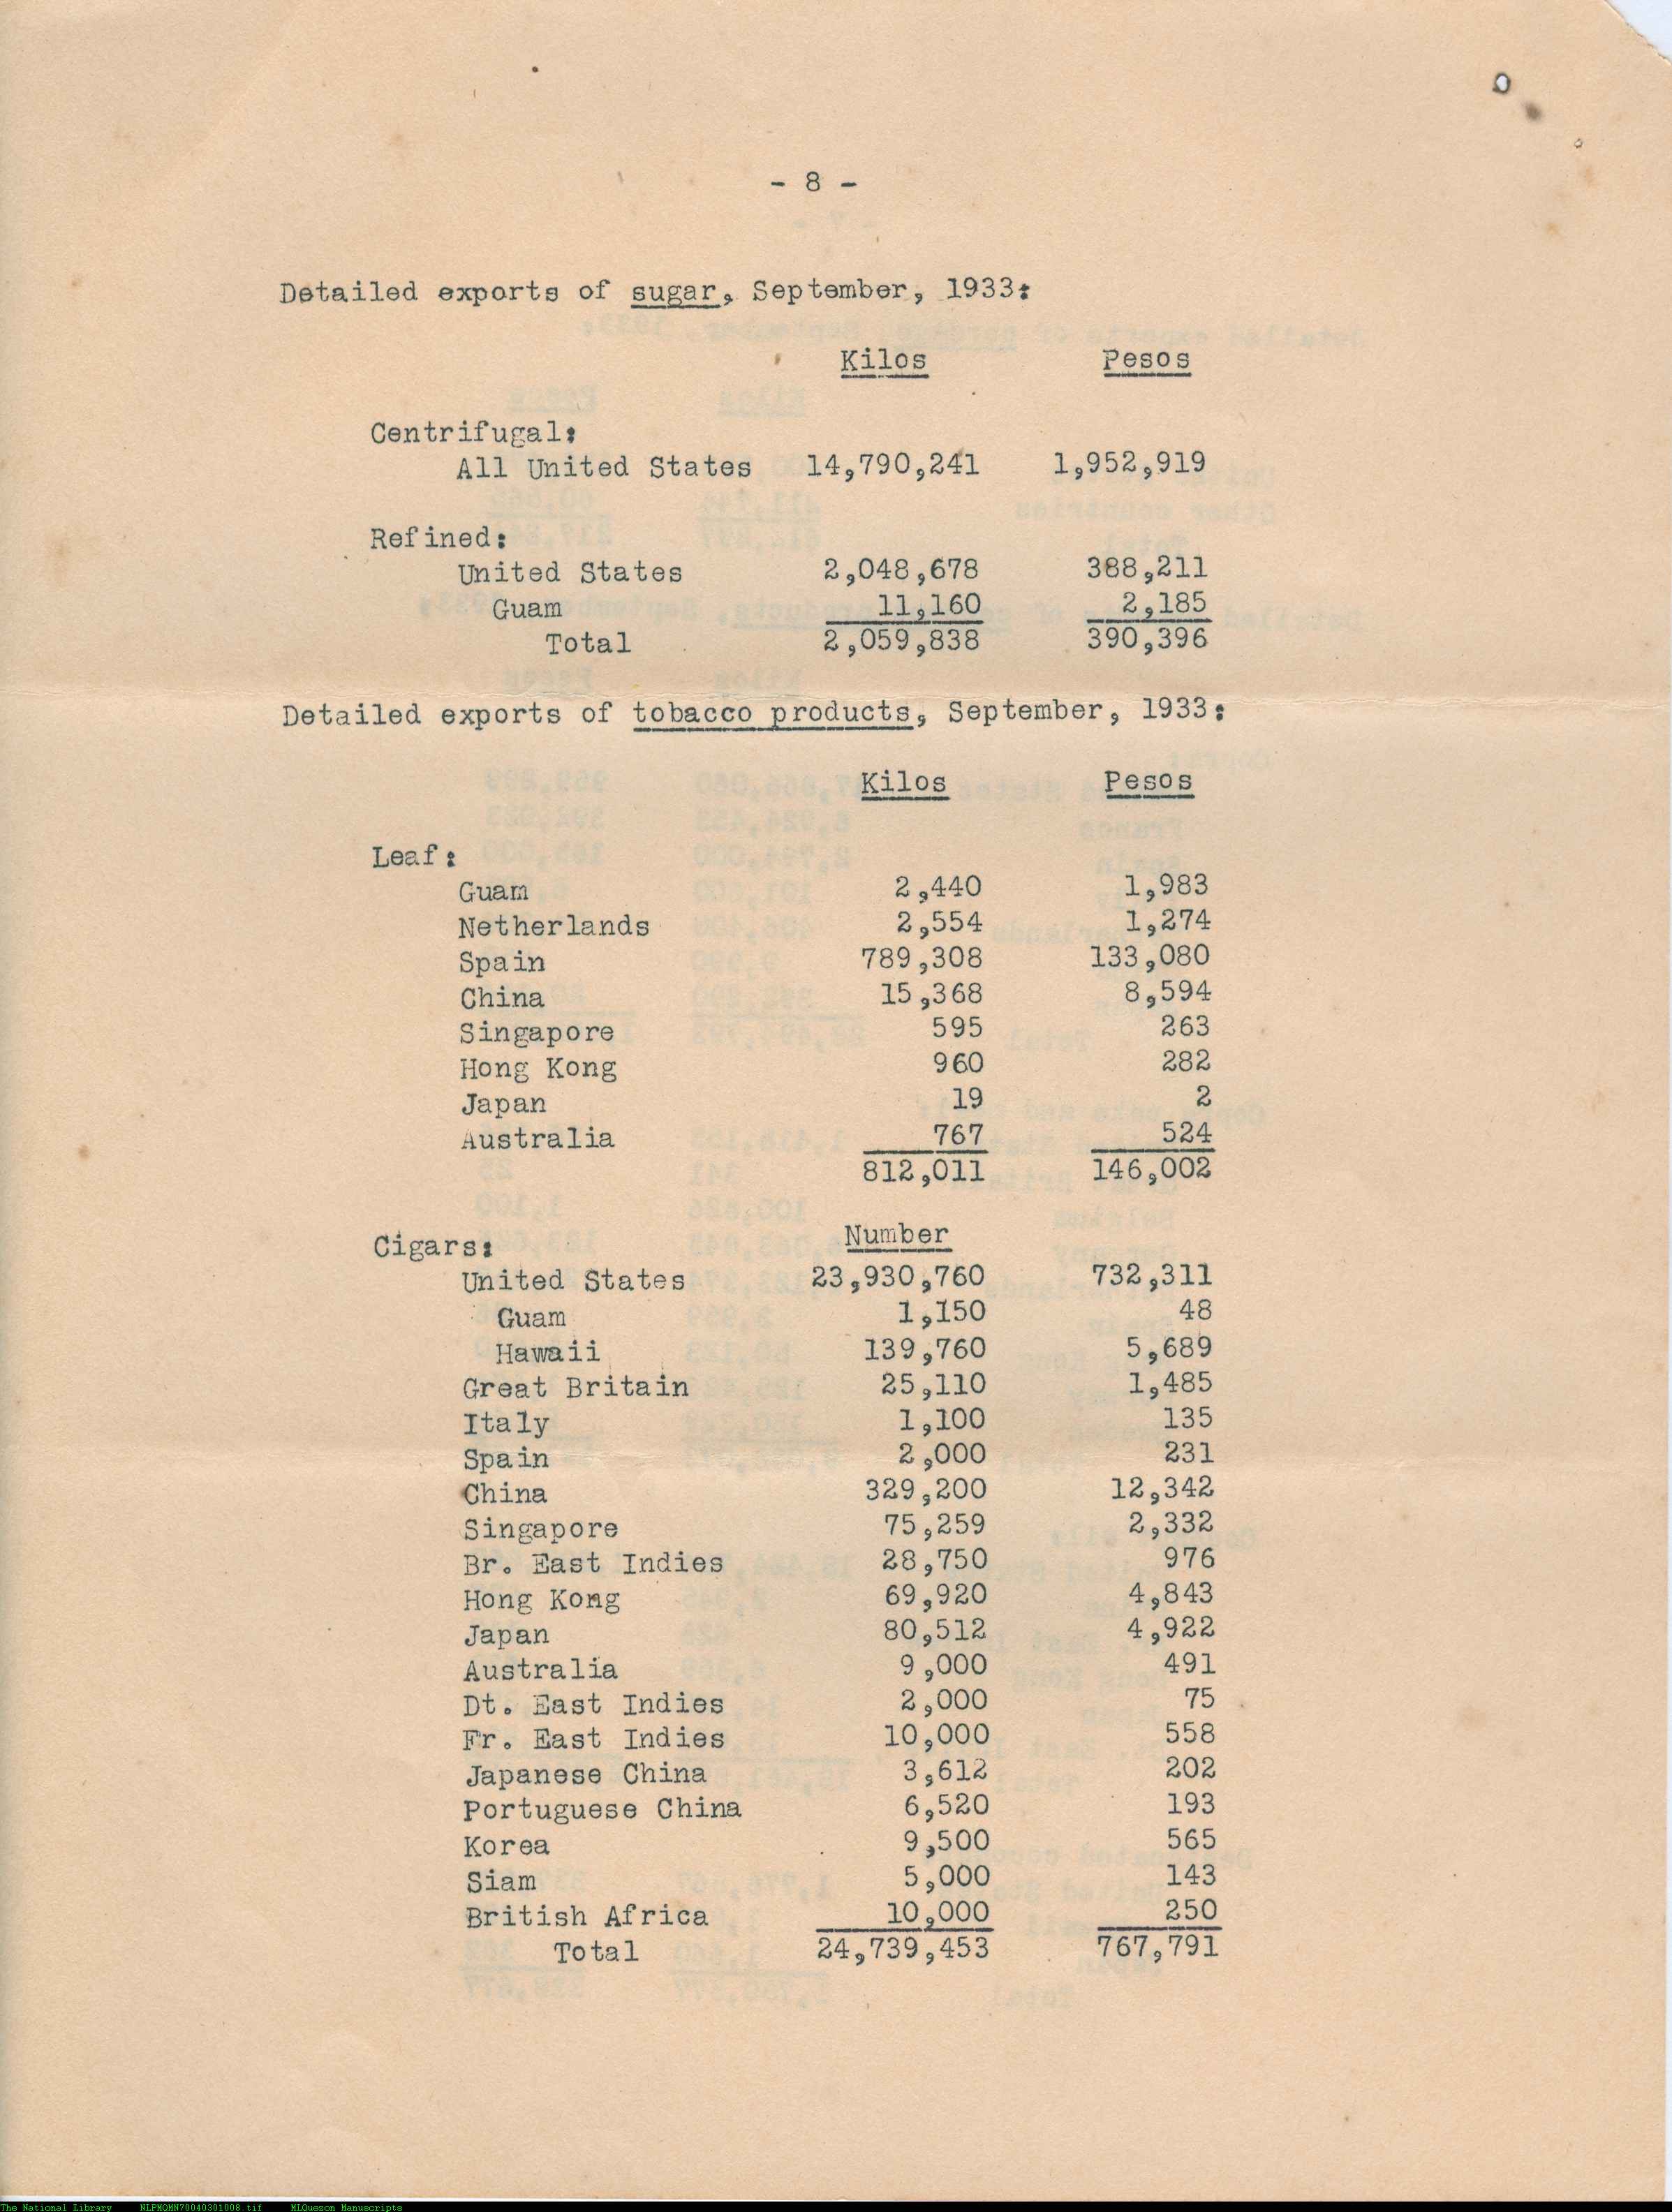 - 8 -
Detailed exports of sugar, September, 1933:
Kilos Pesos
Centrifugal:
All United States 14,790,241 1,952,919
Refined:
United States 2,048,678 388,211
Guam 11,160 2,185
Total 2,059,838 390,396
Detailed exports of tobacco products, September, 1933:
Kilos Pesos
Leaf:
Guam 2,440 1,983
Netherlands 2,554 1,274
Spain 789,308 133,080
China 15,368 8,594
Singapore 595 263
Hong Kong 960 282
Japan 19 2
Australia 767 524
812,011 146,002
Cigars: Number
United States 23,930,760 732,311
Guam 1,150 48
Hawaii 139,760 5,689
Great Britain 25,110 1,485
Italy 1,100 135
Spain 2,000 231
China 329,200 12,342
Singapore 75,259 2,332
Br. East Indies 28,750 976
Hong Kong 69,920 4,843
Japan 80,512 4,922
Australia 9,000 491
Dt. East Indies 2,000 75
Fr. East Indies 10,000 558
Japanese China 3,612 202
Portuguese China 6,520 193
Korea 9,500 565
Siam 5,000 143
British Africa 10,000 250
Total 24,739,453 767,791
The National Library NLPMQMN70040301008.tif MLQuezon Manuscripts